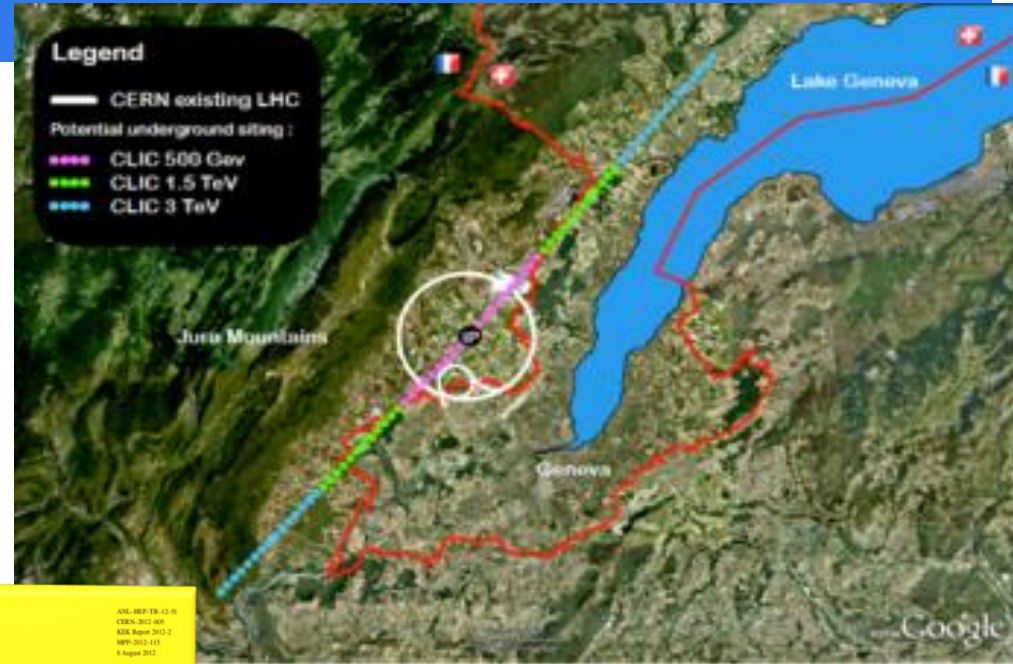 Legend
CERN existing LHC
Potential underground siting :
CLIC 500 Gev
CLIC 1.5 TeV
CLIC 3 TeV
Lake Geneva
Jura Mountains
IP
Geneva
Google
ANL-HEP-TR-12-51
CERN-2012-005
KEK Report 2012-2
MPP-2012-115
8 August 2012